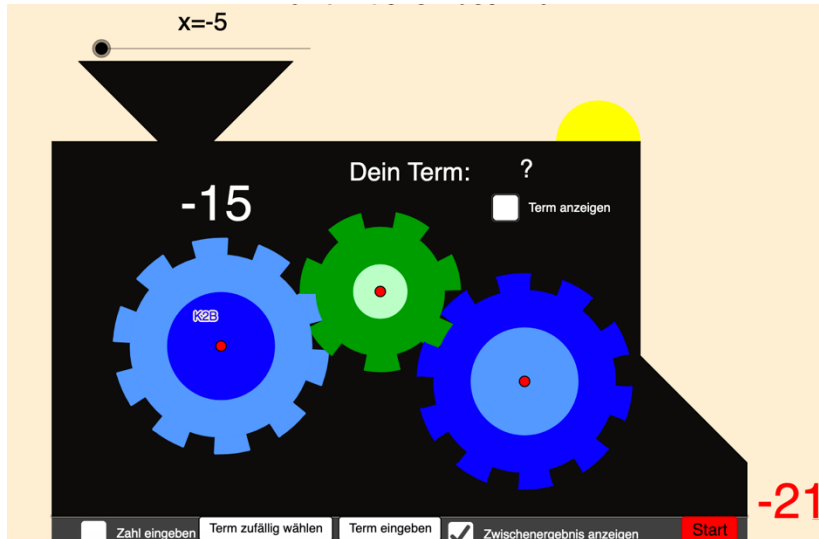 x=-5
Dein Term: ?
-15
Term anzeigen
K2B
-21
Zahl eingeben
Term zufällig wählen
Term eingeben
Zwischenergebnis anzeigen
Start